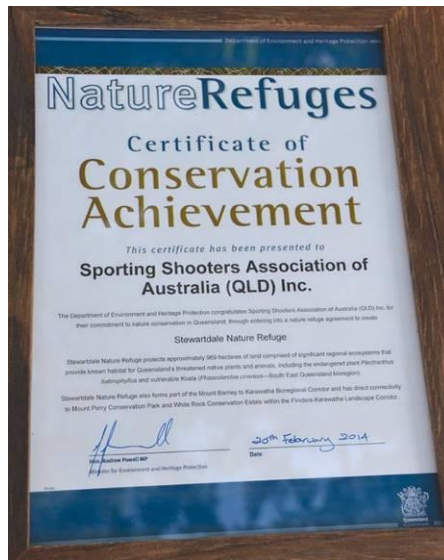 Department of Environment and Heritage Protection
NatureRefuges
Certificate of
Conservation
Achievement
This certificate has been presented to
Sporting Shooters Association of
Australia (QLD) Inc.
The Department of Environment and Heritage Protection congratulates Sporting Shooters Association of Australia (QLD) Inc. for
their commitment to nature conservation in Queensland, through entering into a nature refuge agreement to create
Stewartdale Nature Refuge
Stewartdale Nature Refuge protects approximately 969 hectares of land comprised of significant regional ecosystems that
provide known habitat for Queensland's threatened native plants and animals, including the endangered plant Plectranthus
habrophyllus and vulnerable Koala (Phascolarctos cinereus—South East Queensland bioregion).
Stewartdale Nature Refuge also forms part of the Mount Barney to Karawatha Bioregional Corridor and has direct connectivity
to Mount Perry Conservation Park and White Rock Conservation Estate within the Flinders Karawatha Landscape Corridor.
20th February 2014
Hon. Andrew Powell MP
Date
Minister for Environment and Heritage Protection
Queensland